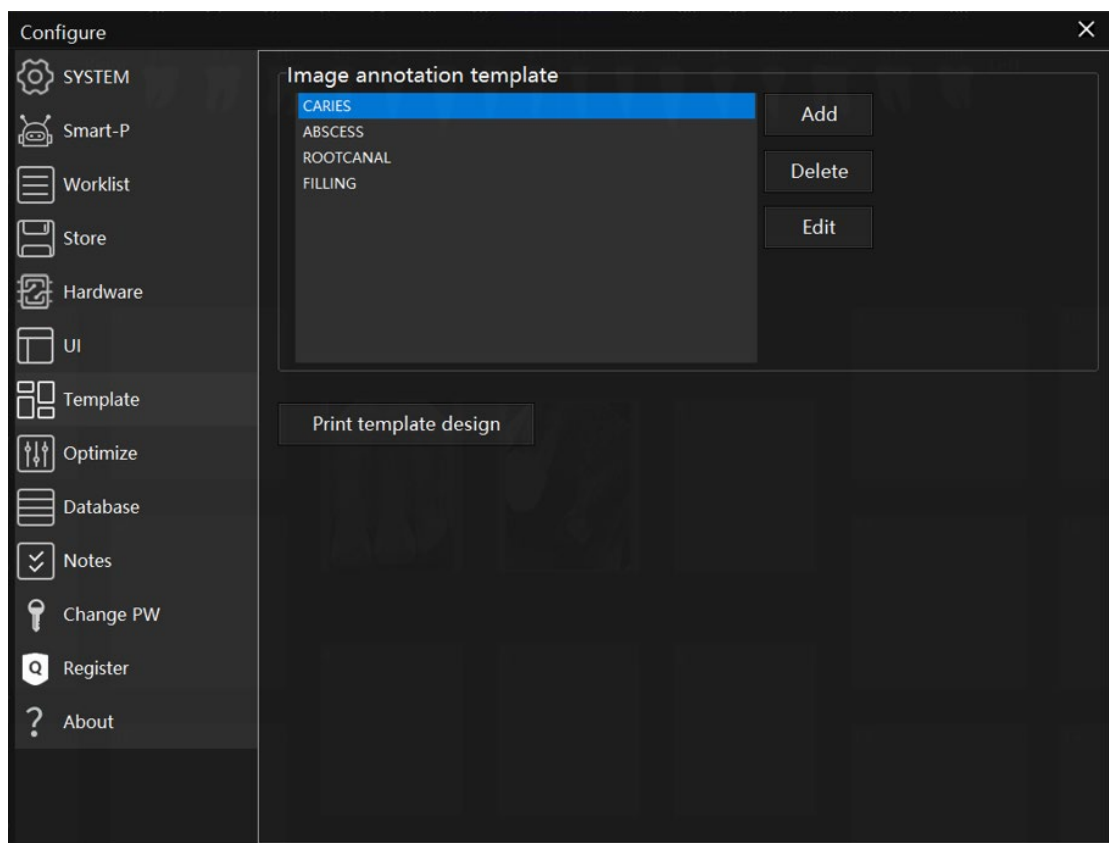 Configure
SYSTEM
Smart-P
Worklist
Store
Hardware
UI
Template
Optimize
Database
Notes
Change PW
Register
About
Image annotation template
CARIES
ABSCESS
ROOTCANAL
FILLING
Add
Delete
Edit
Print template design